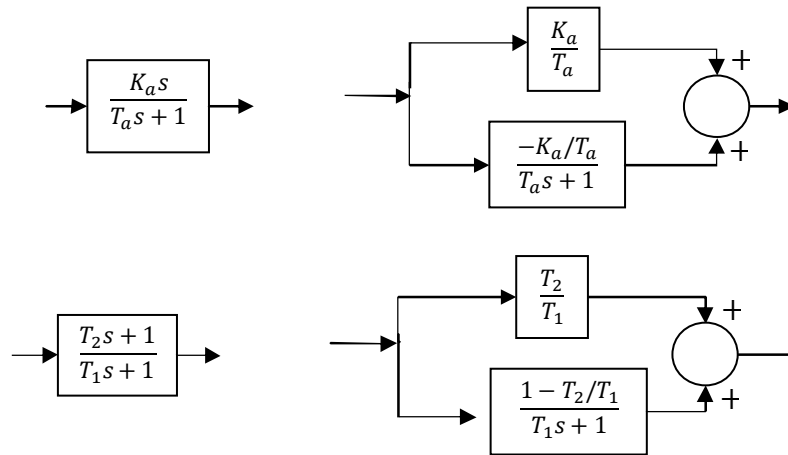 K_a s / (T_a s + 1)
K_a / T_a
+
−K_a/T_a / (T_a s + 1)
+
(T_2 s + 1) / (T_1 s + 1)
T_2 / T_1
+
(1 − T_2/T_1) / (T_1 s + 1)
+